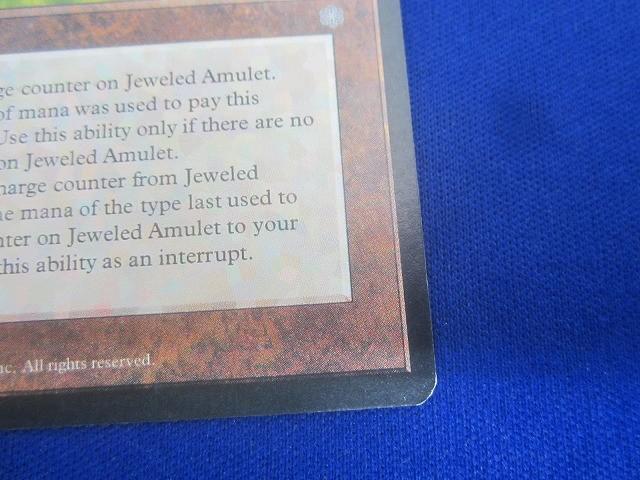 ge counter on Jeweled Amulet.
of mana was used to pay this
Use this ability only if there are no
on Jeweled Amulet.
harge counter from Jeweled
e mana of the type last used to
nter on Jeweled Amulet to your
this ability as an interrupt.
nc. All rights reserved.